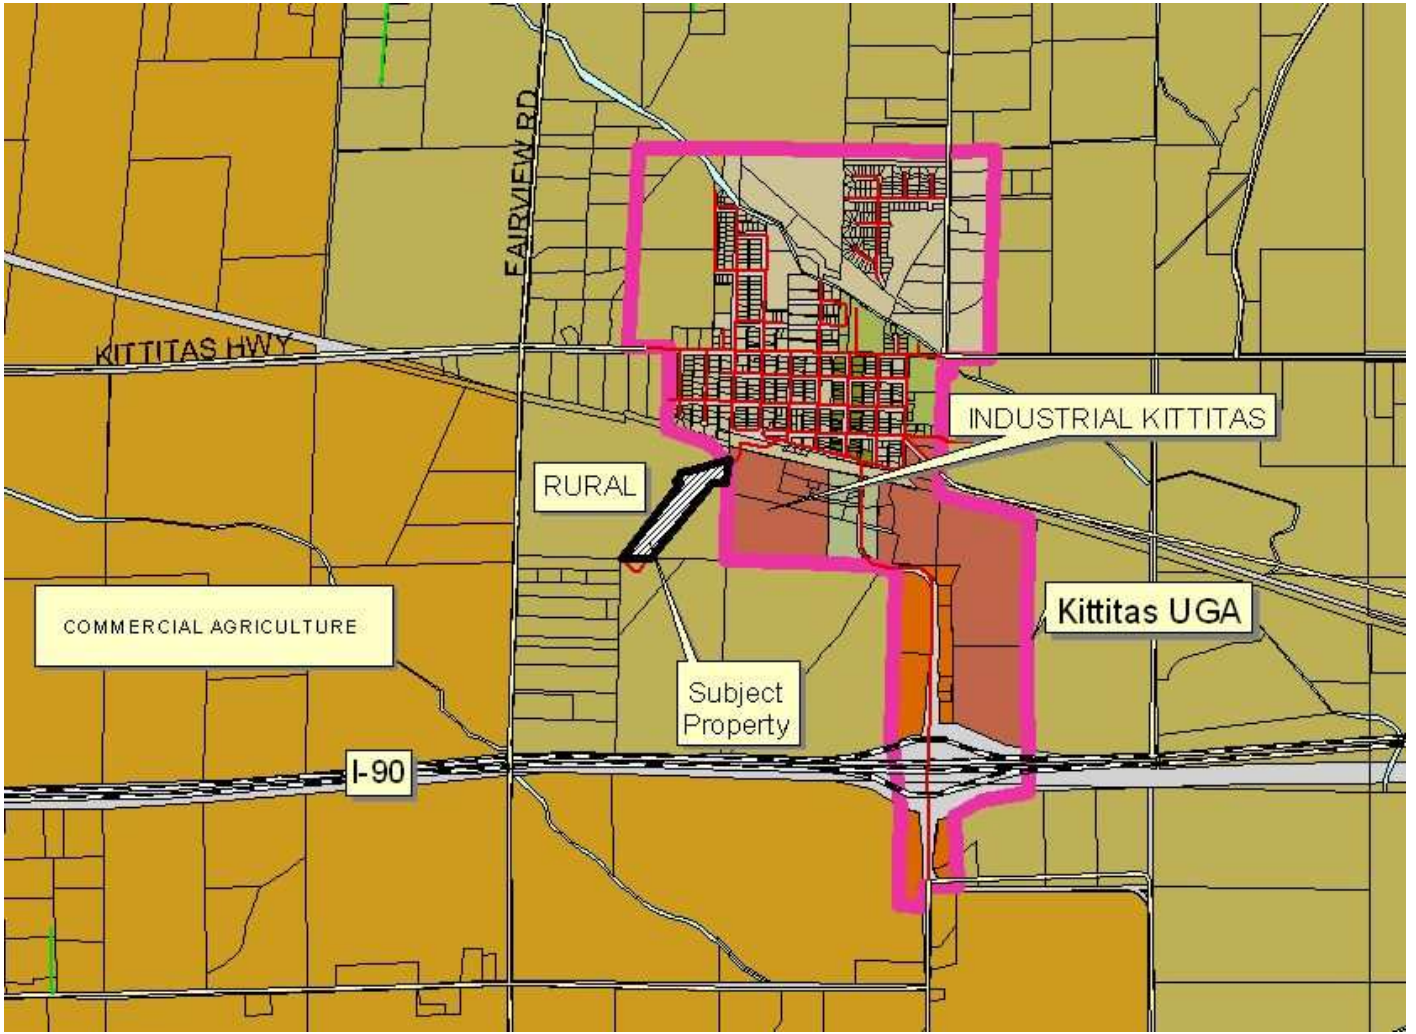 FAIRVIEW RD
KITTITAS HWY
INDUSTRIAL KITTITAS
RURAL
Kittitas UGA
COMMERCIAL AGRICULTURE
Subject
Property
I-90